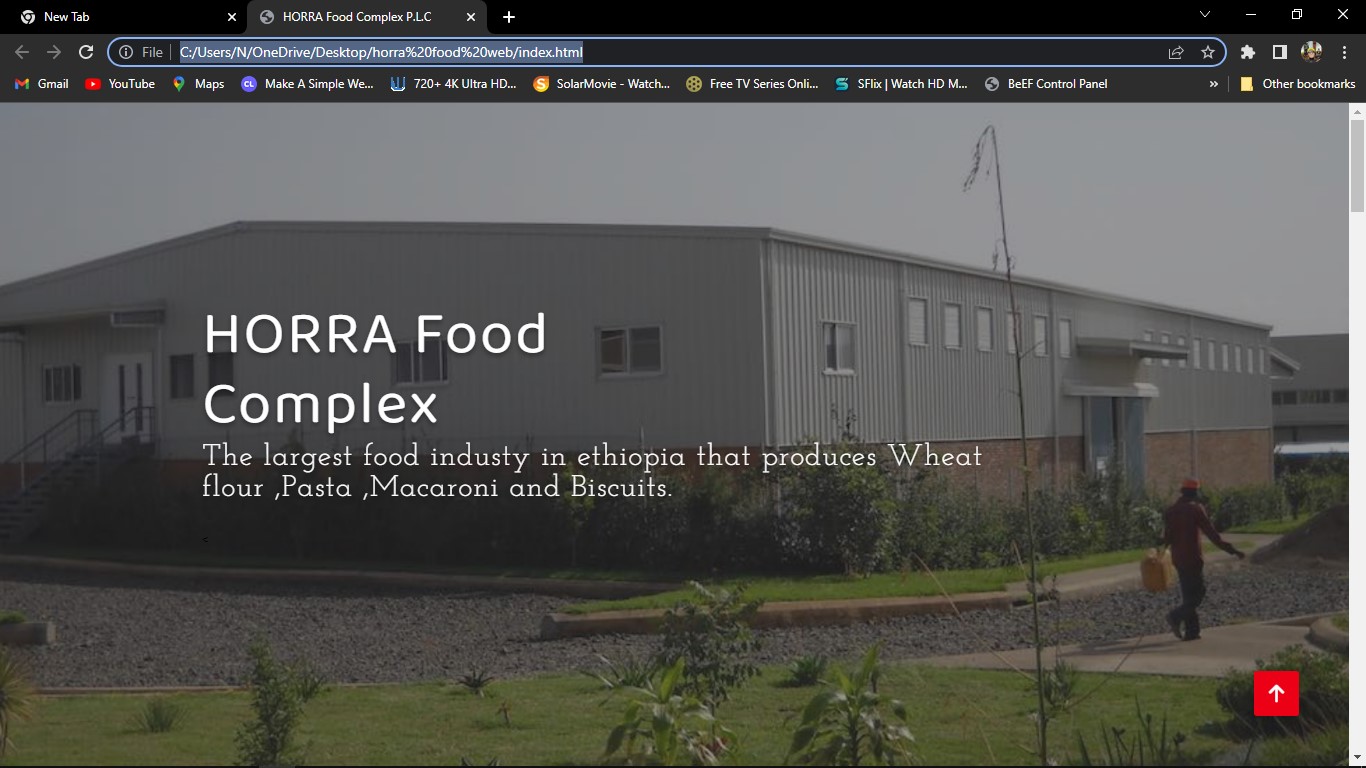 New Tab
HORRA Food Complex P.L.C
File
C:/Users/N/OneDrive/Desktop/horra%20food%20web/index.html
Gmail
YouTube
Maps
CL
Make A Simple We...
720+ 4K Ultra HD...
SolarMovie - Watch...
Free TV Series Onli...
SFlix | Watch HD M...
BeEF Control Panel
»
Other bookmarks
HORRA Food
Complex
The largest food industy in ethiopia that produces Wheat
flour ,Pasta ,Macaroni and Biscuits.
<